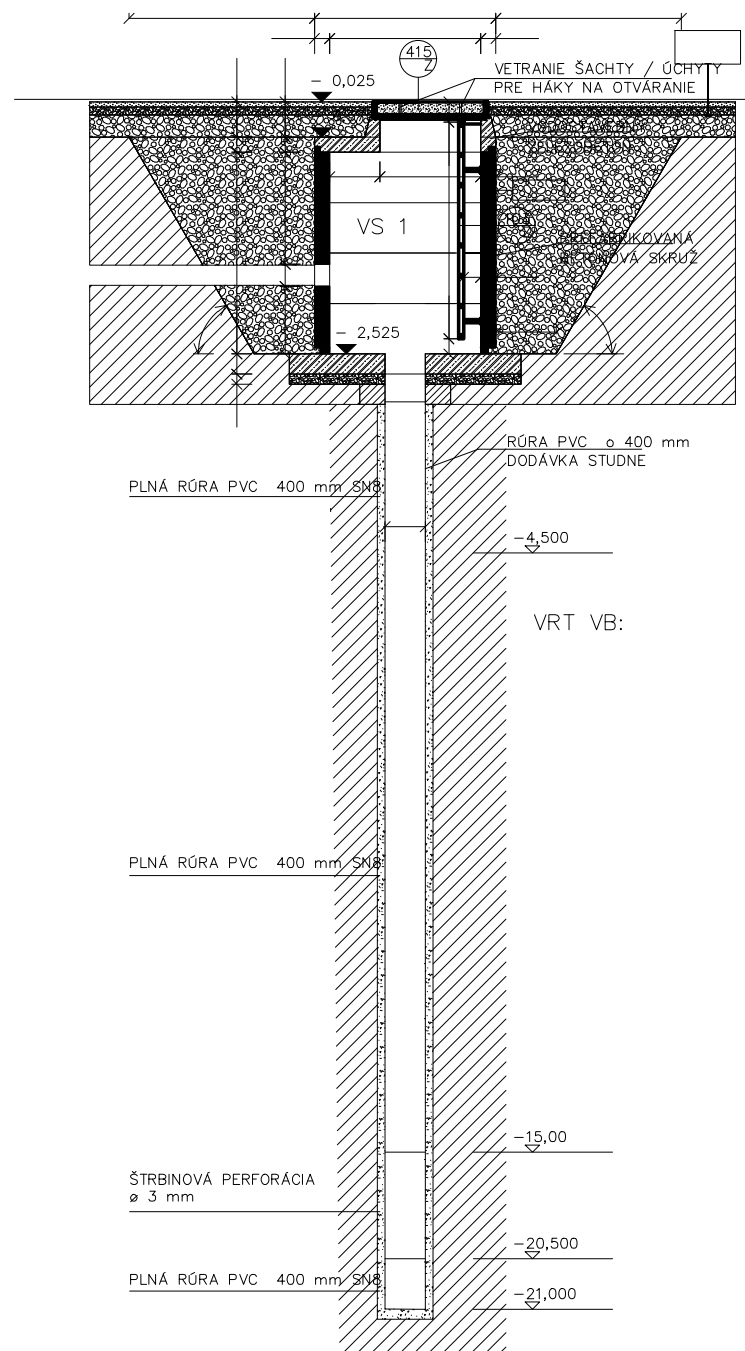 415
Z
VETRANIE ŠACHTY / ÚCHYTY
PRE HÁKY NA OTVÁRANIE
- 0,025
VS 1
BETÓNOVÁ SKRUŽ
- 2,525
RÚRA PVC ø 400 mm
DODÁVKA STUDNE
PLNÁ RÚRA PVC 400 mm SN8
-4,500
VRT VB:
PLNÁ RÚRA PVC 400 mm SN8
-15,00
ŠTRBINOVÁ PERFORÁCIA
ø 3 mm
-20,500
PLNÁ RÚRA PVC 400 mm SN8
-21,000